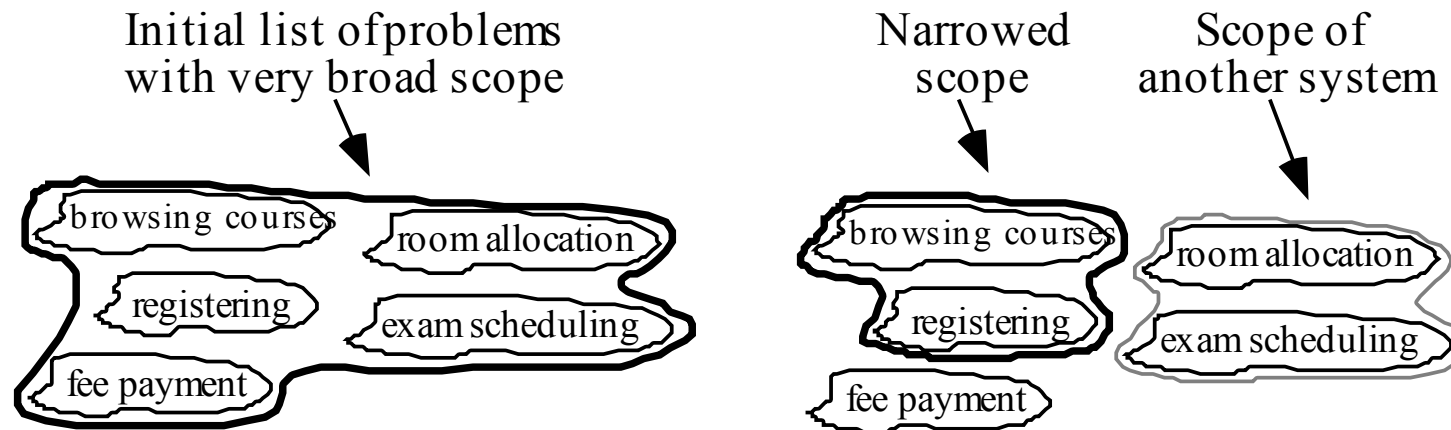 Initial list ofproblems
with very broad scope
browsing courses
room allocation
registering
exam scheduling
fee payment
Narrowed
scope
Scope of
another system
browsing courses
room allocation
registering
exam scheduling
fee payment